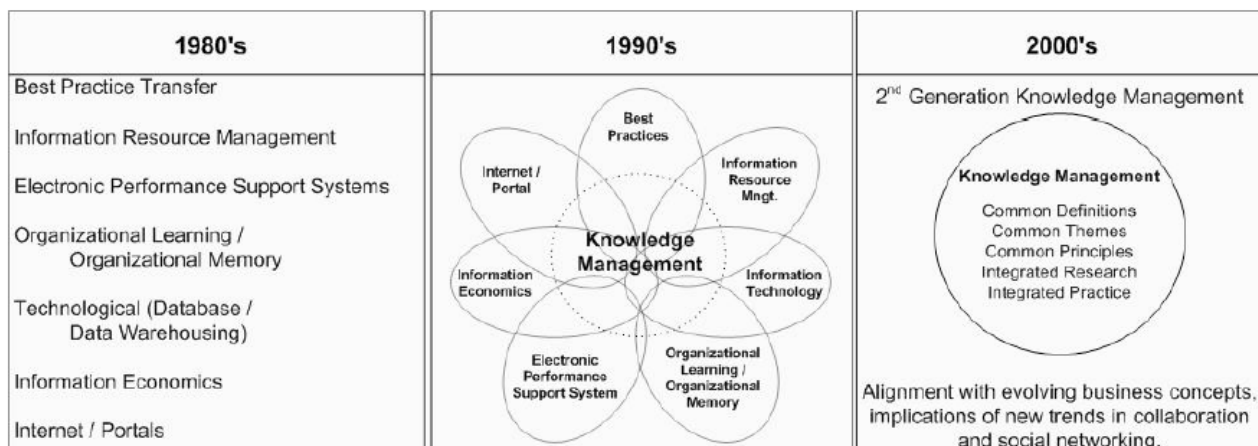 1980's
Best Practice Transfer
Information Resource Management
Electronic Performance Support Systems
Organizational Learning /
Organizational Memory
Technological (Database /
Data Warehousing)
Information Economics
Internet / Portals
1990's
Best
Practices
Internet /
Portal
Information
Resource
Mngt.
Knowledge
Management
Information
Economics
Information
Technology
Electronic
Performance
Support System
Organizational
Learning /
Organizational
Memory
2000's
2nd Generation Knowledge Management
Knowledge Management
Common Definitions
Common Themes
Common Principles
Integrated Research
Integrated Practice
Alignment with evolving business concepts,
implications of new trends in collaboration
and social networking.